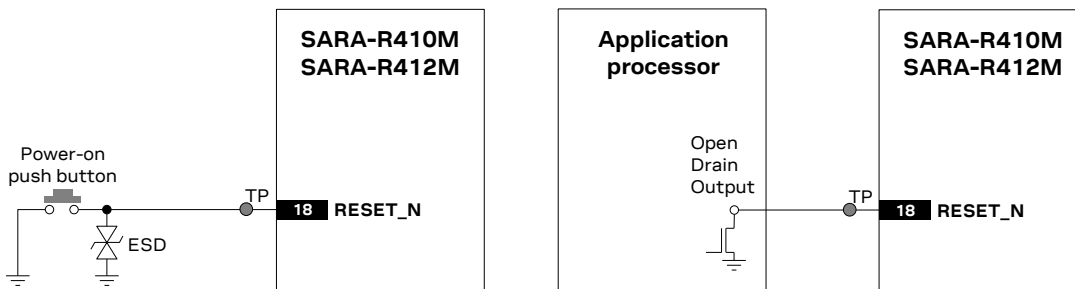 SARA-R410M
SARA-R412M
Power-on
push button
TP
18 RESET_N
ESD
Application
processor
Open
Drain
Output
SARA-R410M
SARA-R412M
TP
18 RESET_N